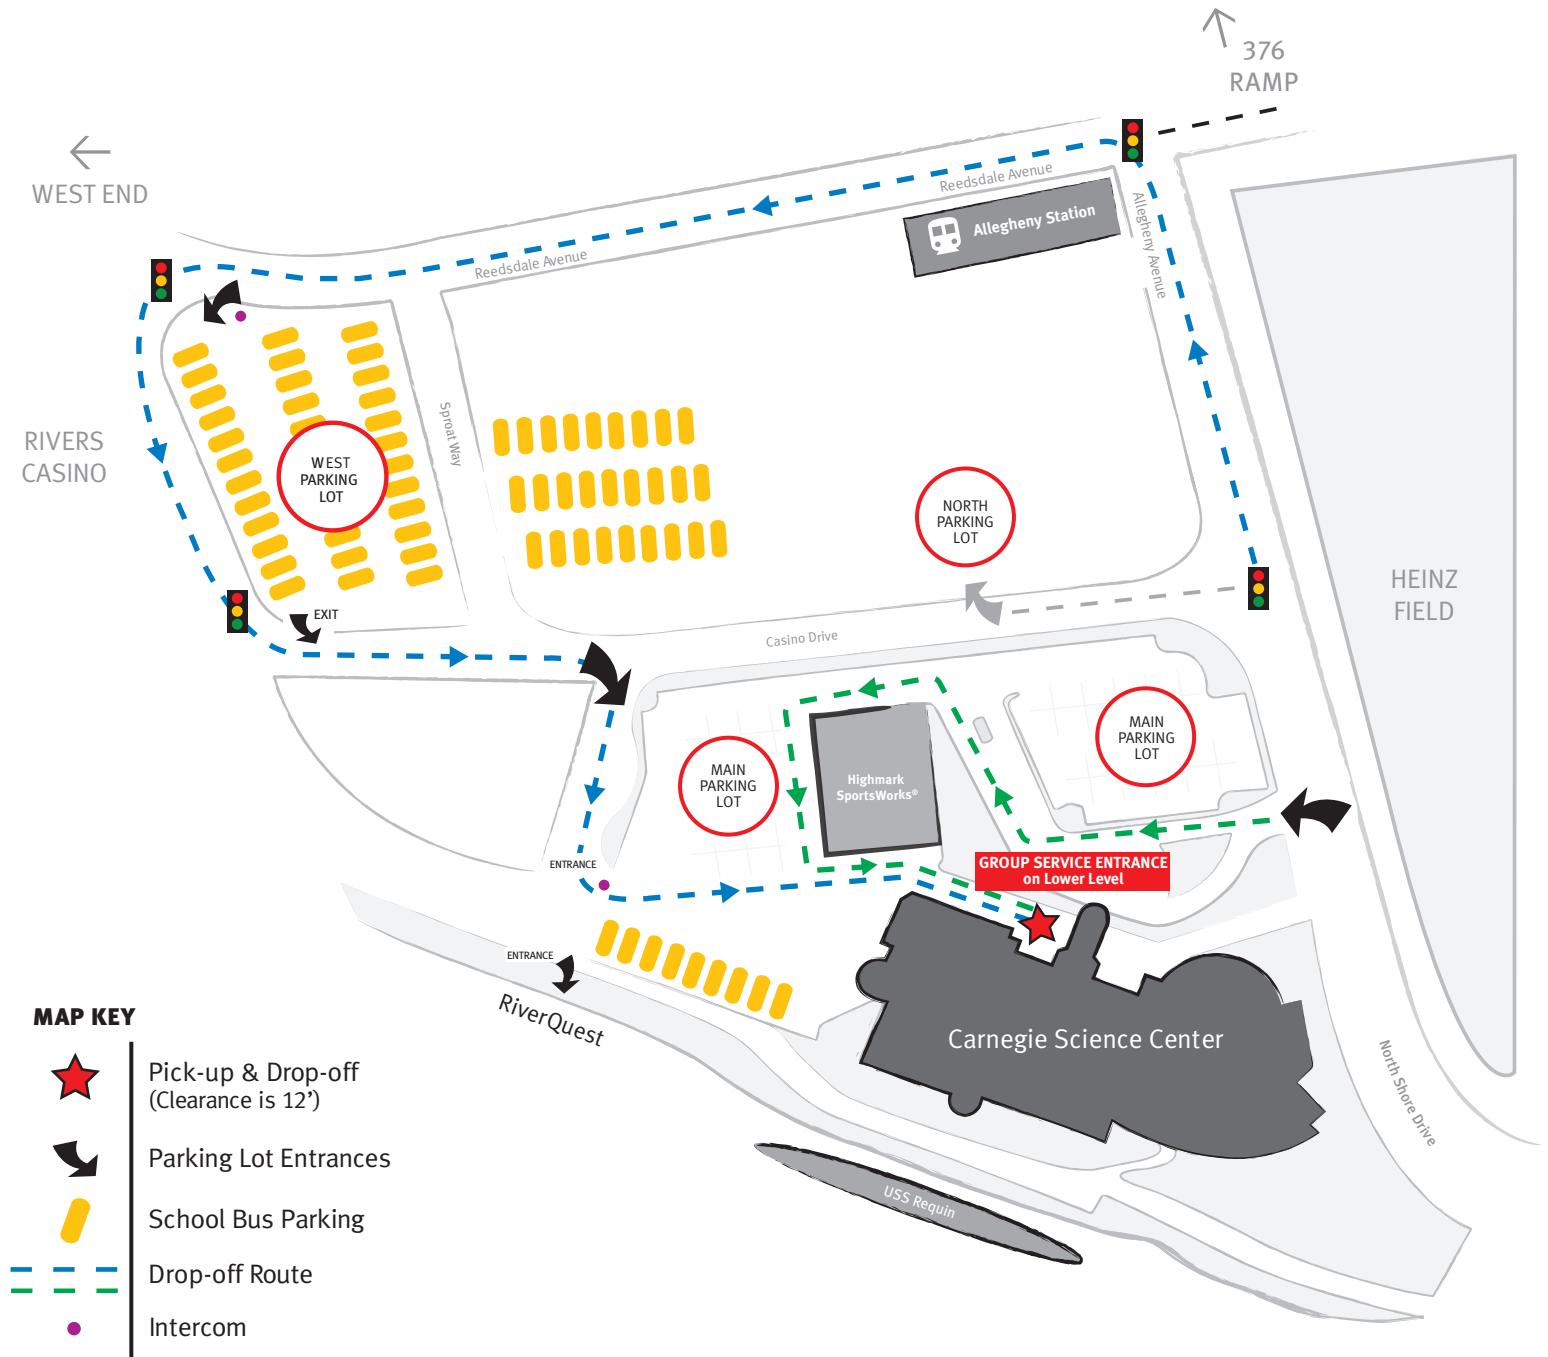 376
RAMP
WEST END
Reedsdale Avenue
Allegheny Station
Allegheny Avenue
Reedsdale Avenue
RIVERS
CASINO
Sproat Way
WEST
PARKING
LOT
NORTH
PARKING
LOT
HEINZ
FIELD
EXIT
Casino Drive
MAIN
PARKING
LOT
MAIN
PARKING
LOT
Highmark
SportsWorks®
ENTRANCE
GROUP SERVICE ENTRANCE
on Lower Level
ENTRANCE
RiverQuest
Carnegie Science Center
North Shore Drive
USS Requin
MAP KEY
Pick-up & Drop-off
(Clearance is 12’)
Parking Lot Entrances
School Bus Parking
Drop-off Route
Intercom